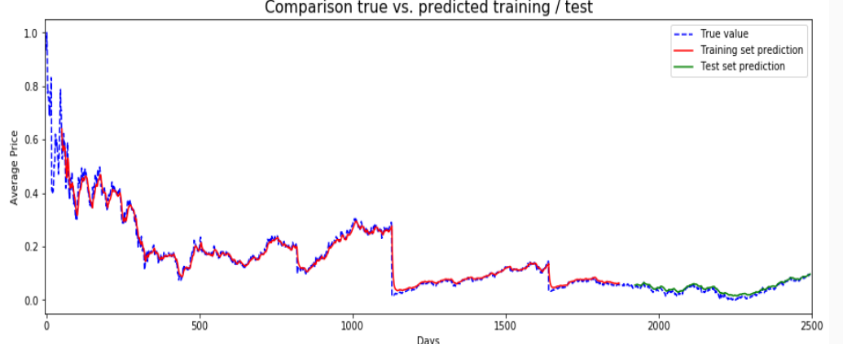 Comparison true vs. predicted training / test
True value
Training set prediction
Test set prediction
Average Price
1.0
0.8
0.6
0.4
0.2
0.0
0 500 1000 1500 2000 2500
Days